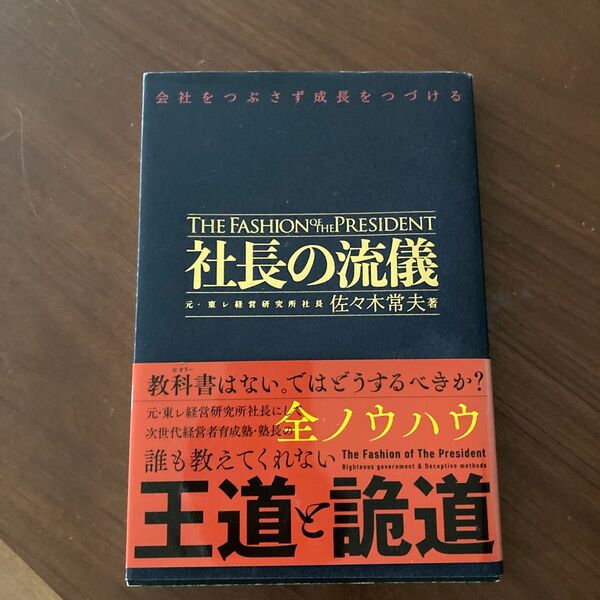 会社をつぶさず成長をつづける
THE FASHION OF THE PRESIDENT
社長の流儀
元・東レ経営研究所社長 佐々木常夫 著
セオリー
教科書はない。ではどうするべきか?
元・東レ経営研究所社長にして
次世代経営者育成塾・塾長の
全ノウハウ
誰も教えてくれない
The Fashion of The President
Righteous government & Deceptive methods
王道と詭道